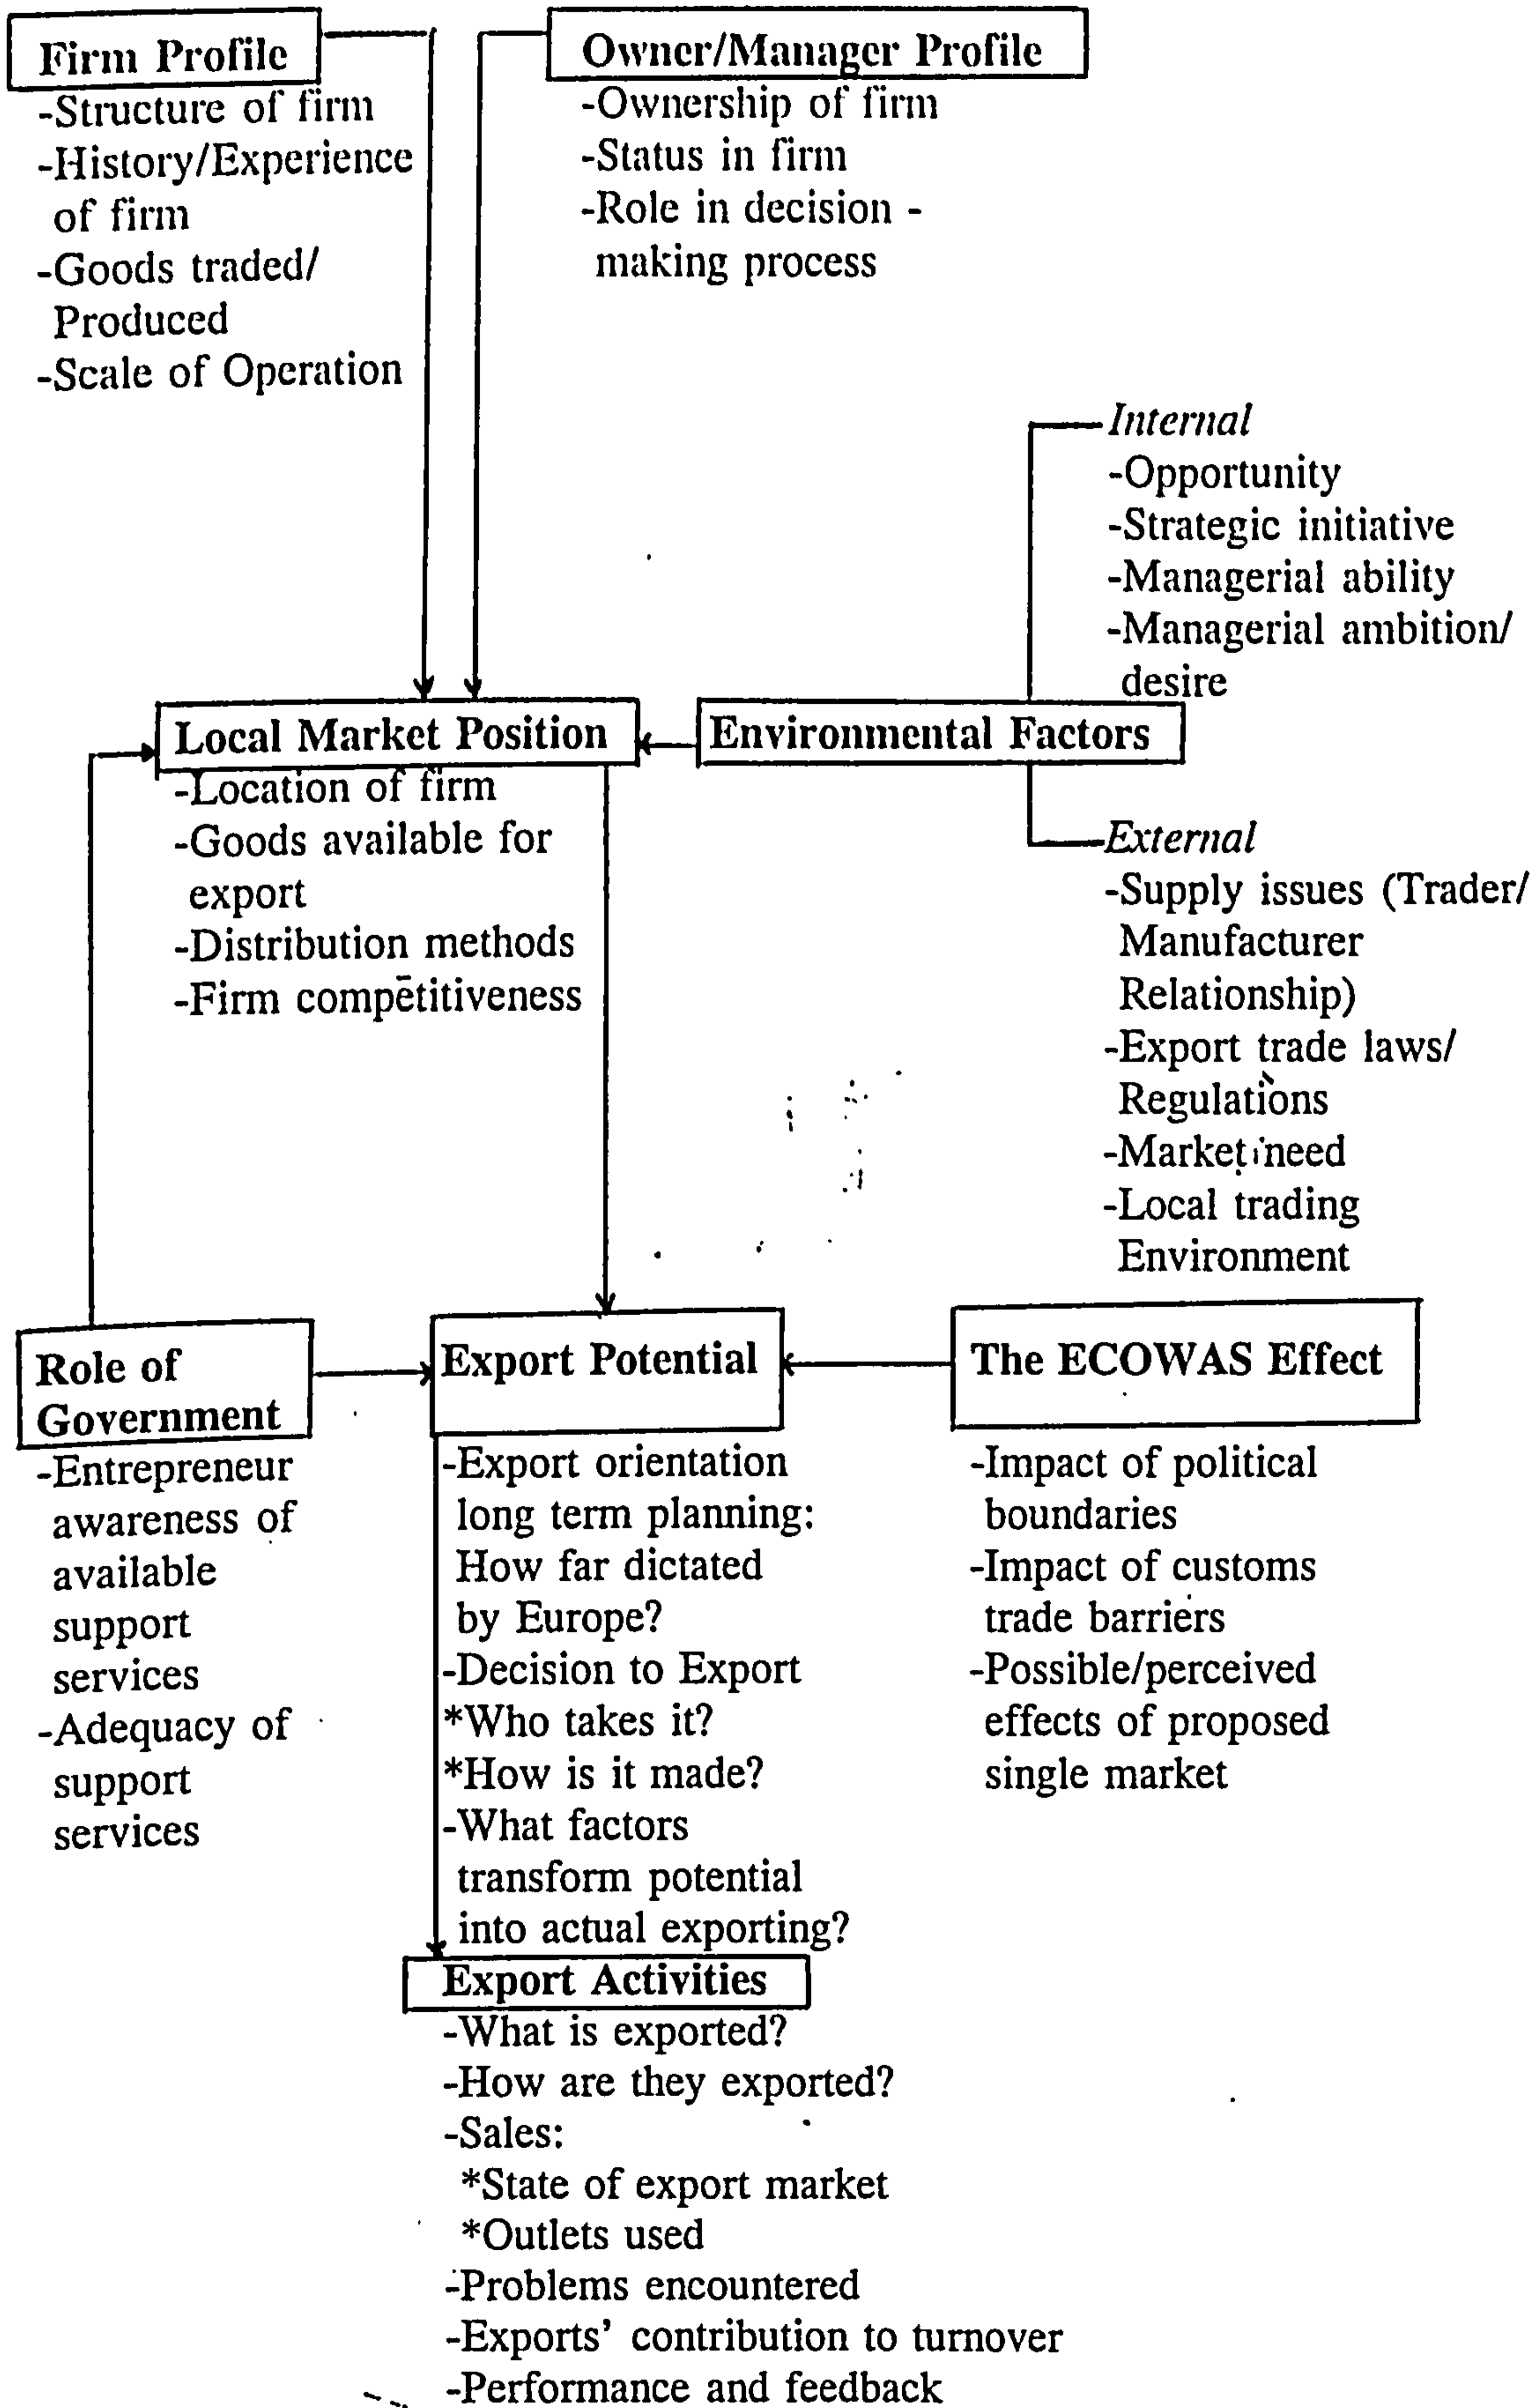 Firm Profile
-Structure of firm
-History/Experience
of firm
-Goods traded/
Produced
-Scale of Operation
Owner/Manager Profile
-Ownership of firm
-Status in firm
-Role in decision -
making process
Internal
-Opportunity
-Strategic initiative
-Managerial ability
-Managerial ambition/
desire
Local Market Position
-Location of firm
-Goods available for
export
-Distribution methods
-Firm competitiveness
Environmental Factors
External
-Supply issues (Trader/
Manufacturer
Relationship)
-Export trade laws/
Regulations
-Market need
-Local trading
Environment
Role of
Government
-Entrepreneur
awareness of
available
support
services
-Adequacy of
support
services
Export Potential
-Export orientation
long term planning:
How far dictated
by Europe?
-Decision to Export
*Who takes it?
*How is it made?
-What factors
transform potential
into actual exporting?
The ECOWAS Effect
-Impact of political
boundaries
-Impact of customs
trade barriers
-Possible/perceived
effects of proposed
single market
Export Activities
-What is exported?
-How are they exported?
-Sales:
*State of export market
*Outlets used
-Problems encountered
-Exports' contribution to turnover
-Performance and feedback